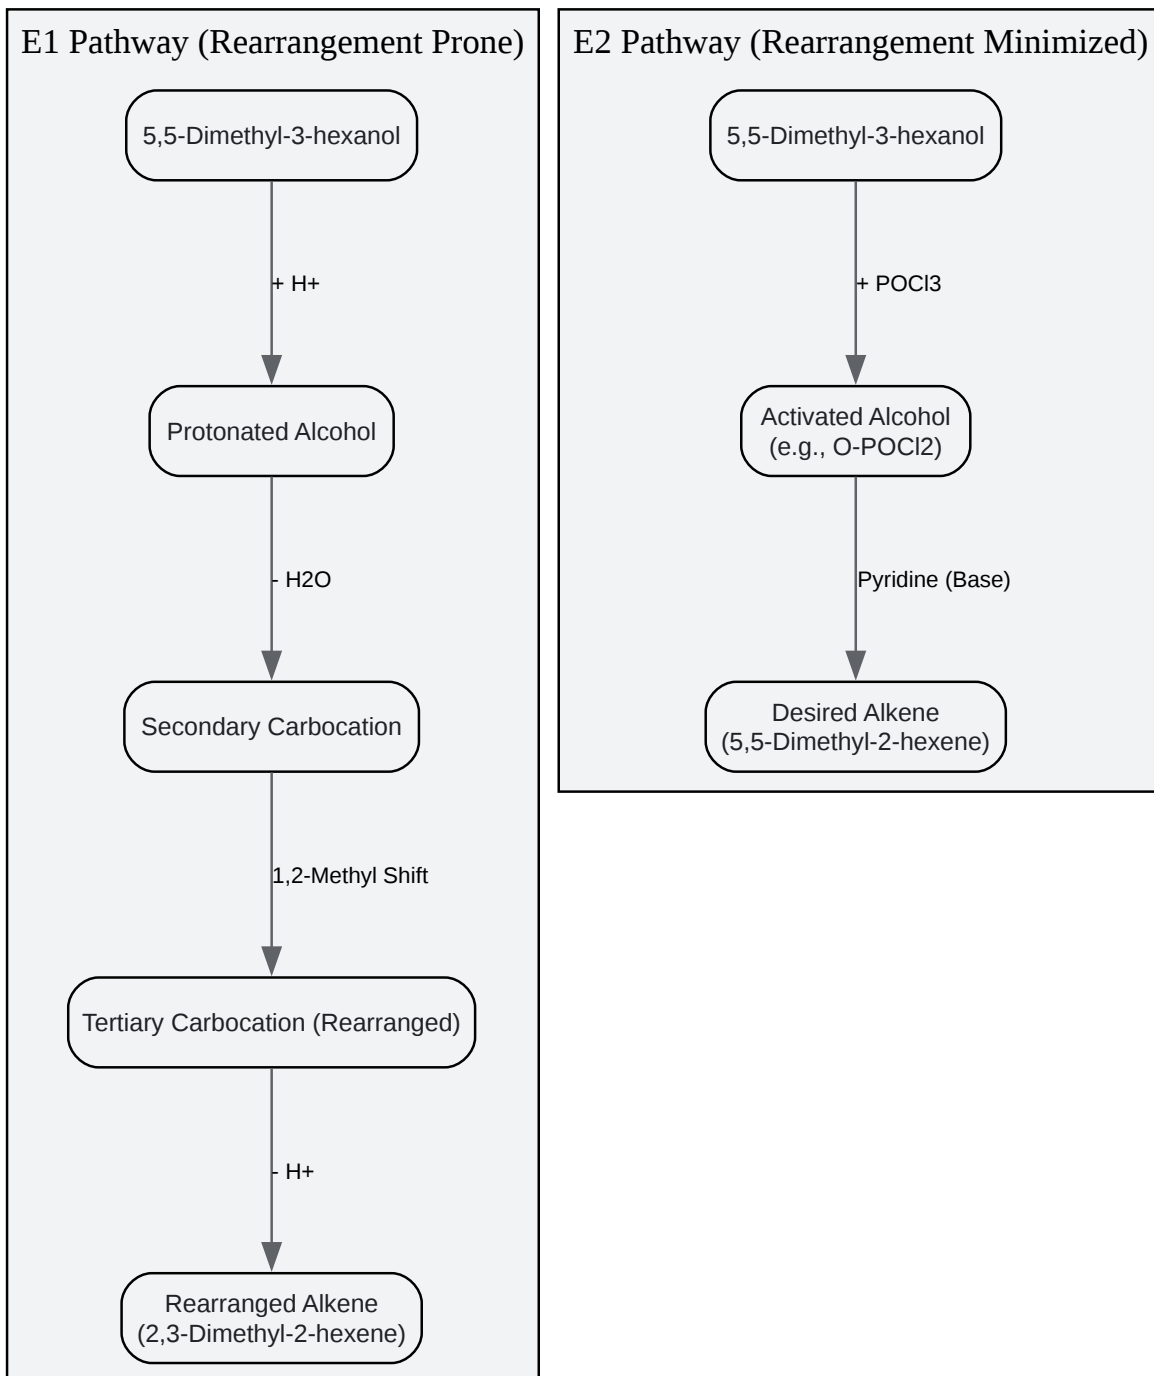 E1 Pathway (Rearrangement Prone)
5,5-Dimethyl-3-hexanol
+ H+
Protonated Alcohol
- H2O
Secondary Carbocation
1,2-Methyl Shift
Tertiary Carbocation (Rearranged)
- H+
Rearranged Alkene
(2,3-Dimethyl-2-hexene)
E2 Pathway (Rearrangement Minimized)
5,5-Dimethyl-3-hexanol
+ POCl3
Activated Alcohol
(e.g., O-POCl2)
Pyridine (Base)
Desired Alkene
(5,5-Dimethyl-2-hexene)